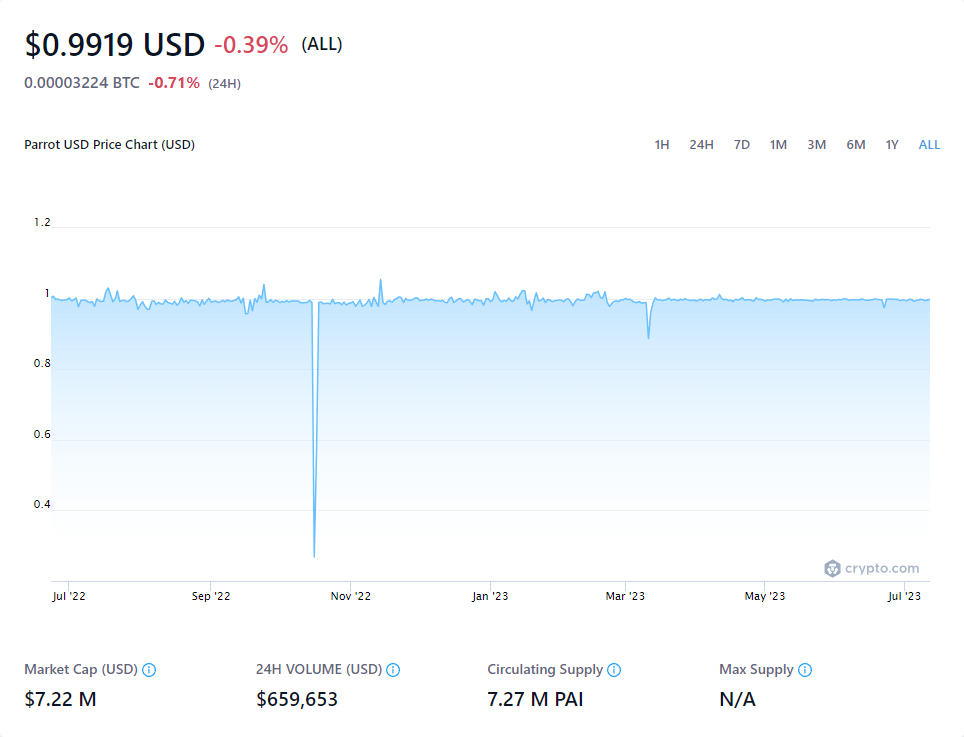 $0.9919 USD -0.39% (ALL)
0.00003224 BTC -0.71% (24H)
Parrot USD Price Chart (USD) 1H 24H 7D 1M 3M 6M 1Y ALL
1.2
1
0.8
0.6
0.4
crypto.com
Jul '22 Sep '22 Nov '22 Jan '23 Mar '23 May '23 Jul '23
Market Cap (USD) 24H VOLUME (USD) Circulating Supply Max Supply
$7.22 M $659,653 7.27 M PAI N/A